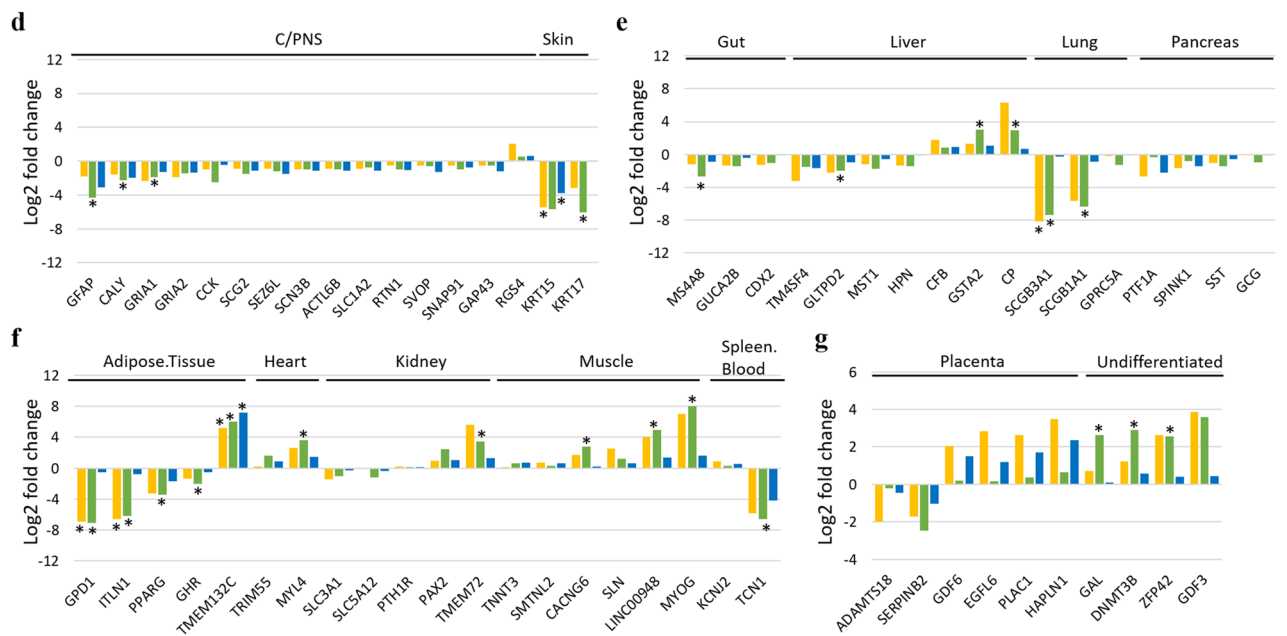 d
C/PNS Skin
Log2 fold change
12
8
4
0
-4
-8
-12
* * * * * *
GFAP CALY GRIA1 GRIA2 CCK SCG2 SEZ6L SCN3B ACTL6B SLC1A2 RTN1 SVOP SNAP91 GAP43 RGS4 KRT15 KRT17
e
Gut Liver Lung Pancreas
Log2 fold change
12
8
4
0
-4
-8
-12
* * * * * * *
MS4A8 GUCA2B CDX2 TM4SF4 GLTPD2 MST1 HPN CFB GSTA2 CP SCGB3A1 SCGB1A1 GPRC5A PTF1A SPINK1 SST GCG
f
Adipose.Tissue Heart Kidney Muscle Spleen.
Blood
Log2 fold change
12
8
4
0
-4
-8
-12
* * * * * * * * * * * * * * *
GPD1 ITLN1 PPARG GHR TMEM132C TRIM55 MYL4 SLC3A1 SLC5A12 PTH1R PAX2 TMEM72 TNNT3 SMTNL2 CACNG6 SLN LINC00948 MYOG KCNJ2 TCN1
g
Placenta Undifferentiated
Log2 fold change
6
4
2
0
-2
-4
* * *
ADAMTS18 SERPINB2 GDF6 EGFL6 PLAC1 HAPLN1 GAL DNMT3B ZFP42 GDF3